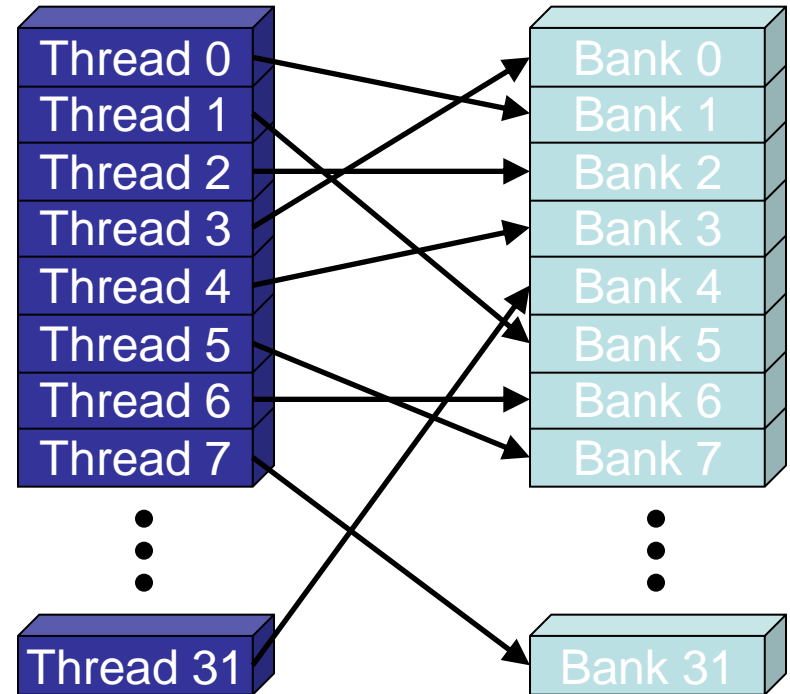 Thread 0
Thread 1
Thread 2
Thread 3
Thread 4
Thread 5
Thread 6
Thread 7
Thread 31
Bank 0
Bank 1
Bank 2
Bank 3
Bank 4
Bank 5
Bank 6
Bank 7
Bank 31